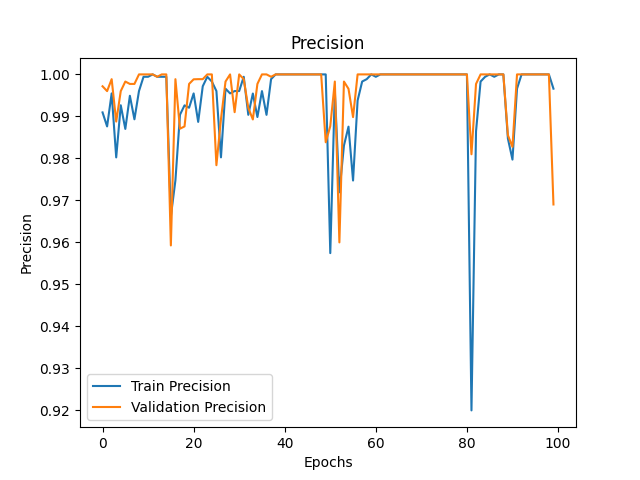 Precision
1.00
0.99
0.98
0.97
0.96
0.95
0.94
0.93
0.92
Precision
Train Precision
Validation Precision
0 20 40 60 80 100
Epochs